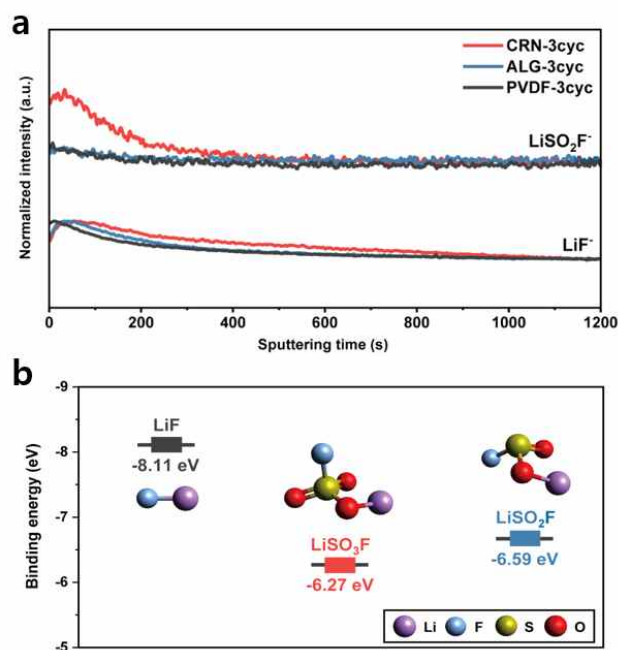 a
Normalized intensity (a.u.)
CRN-3cyc
ALG-3cyc
PVDF-3cyc
LiSO₂F⁻
LiF⁻
0 200 400 600 800 1000 1200
Sputtering time (s)
b
Binding energy (eV)
-9
-8
-7
-6
-5
LiF
-8.11 eV
LiSO₃F
-6.27 eV
LiSO₂F
-6.59 eV
Li F S O